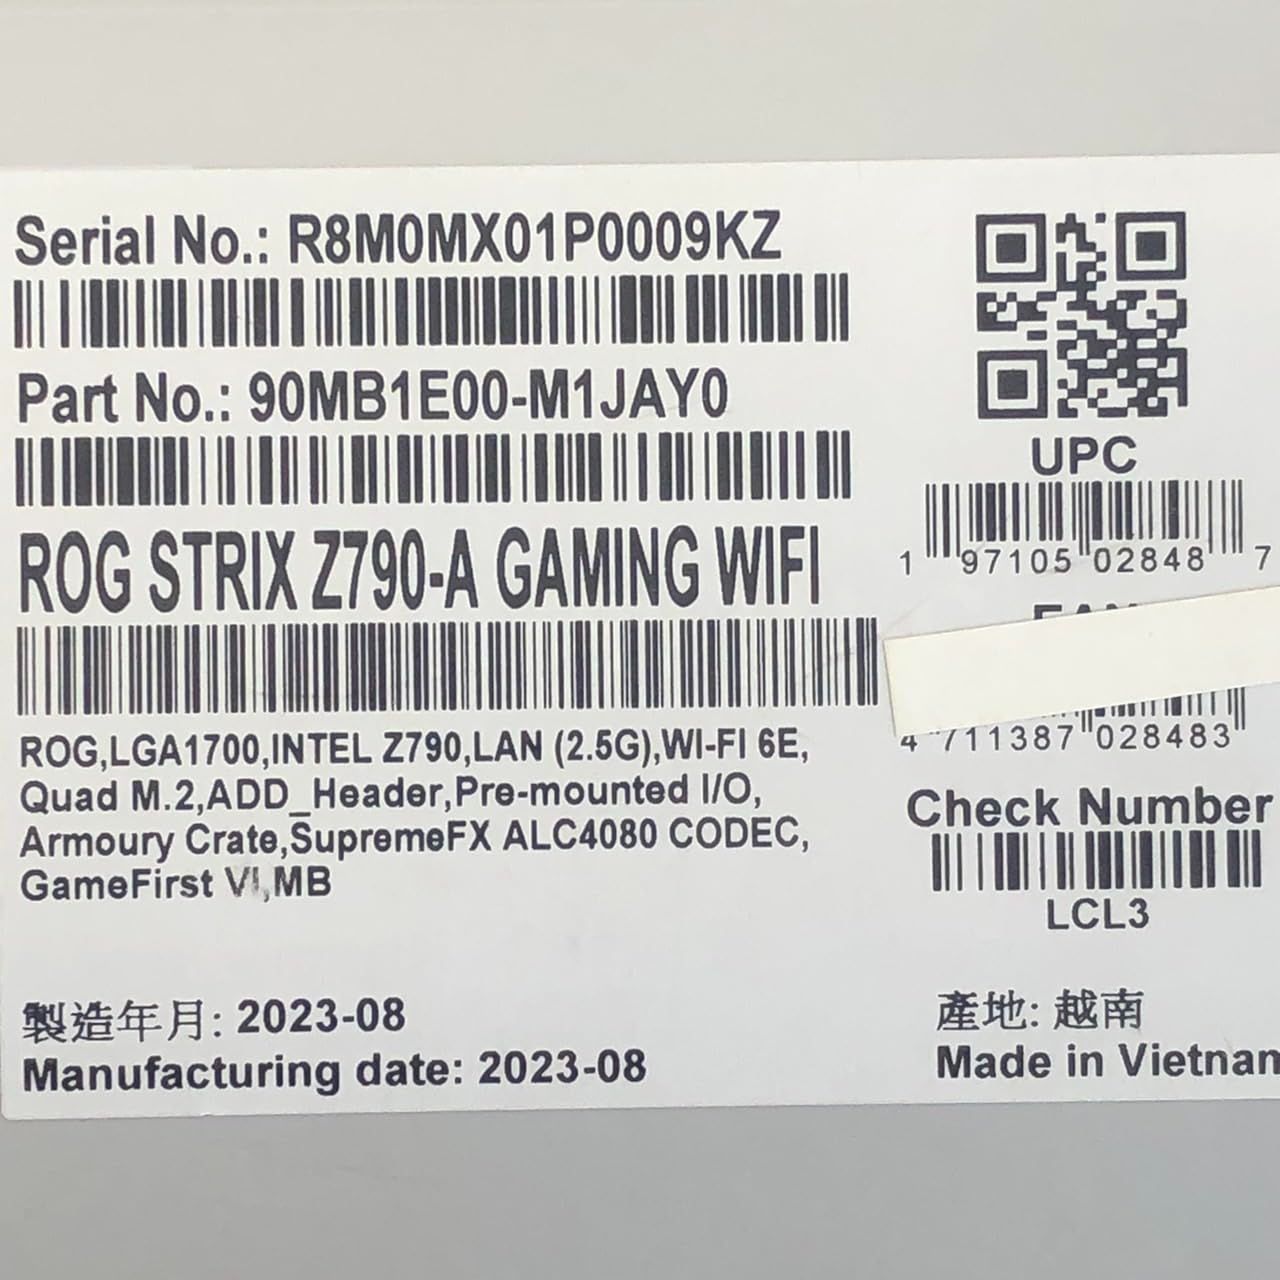 Serial No.: R8M0MX01P0009KZ
Part No.: 90MB1E00-M1JAY0
ROG STRIX Z790-A GAMING WIFI
ROG,LGA1700,INTEL Z790,LAN (2.5G),WI-FI 6E,
Quad M.2,ADD_Header,Pre-mounted I/O,
Armoury Crate,SupremeFX ALC4080 CODEC,
GameFirst VI,MB
製造年月: 2023-08
Manufacturing date: 2023-08
UPC
1 97105 02848 7
4 711387 028483
Check Number
LCL3
產地: 越南
Made in Vietnam